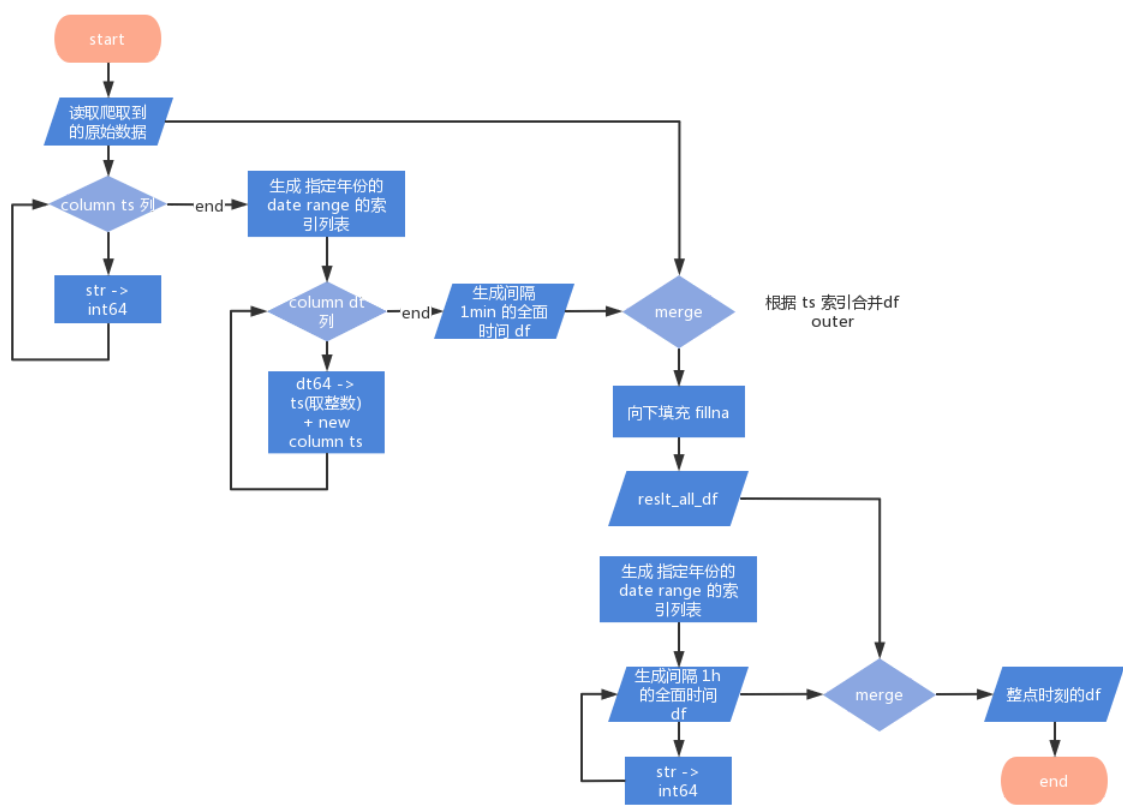 start
读取爬取到
的原始数据
column ts 列
end
生成 指定年份的
date range 的索
引列表
str ->
int64
column dt
列
end
生成间隔
1min 的全面
时间 df
merge
根据 ts 索引合并df
outer
dt64 ->
ts(取整数)
+ new
column ts
向下填充 fillna
reslt_all_df
生成 指定年份的
date range 的索
引列表
生成间隔 1h
的全面时间
df
merge
整点时刻的df
str ->
int64
end